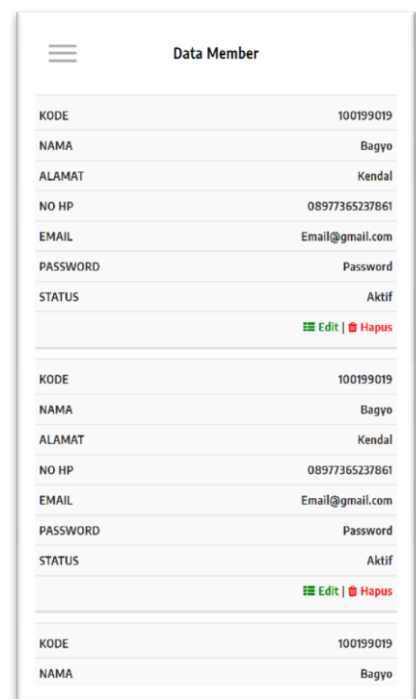 Data Member
KODE 100199019
NAMA Bagyo
ALAMAT Kendal
NO HP 08977365237861
EMAIL Email@gmail.com
PASSWORD Password
STATUS Aktif
Edit | Hapus
KODE 100199019
NAMA Bagyo
ALAMAT Kendal
NO HP 08977365237861
EMAIL Email@gmail.com
PASSWORD Password
STATUS Aktif
Edit | Hapus
KODE 100199019
NAMA Bagyo